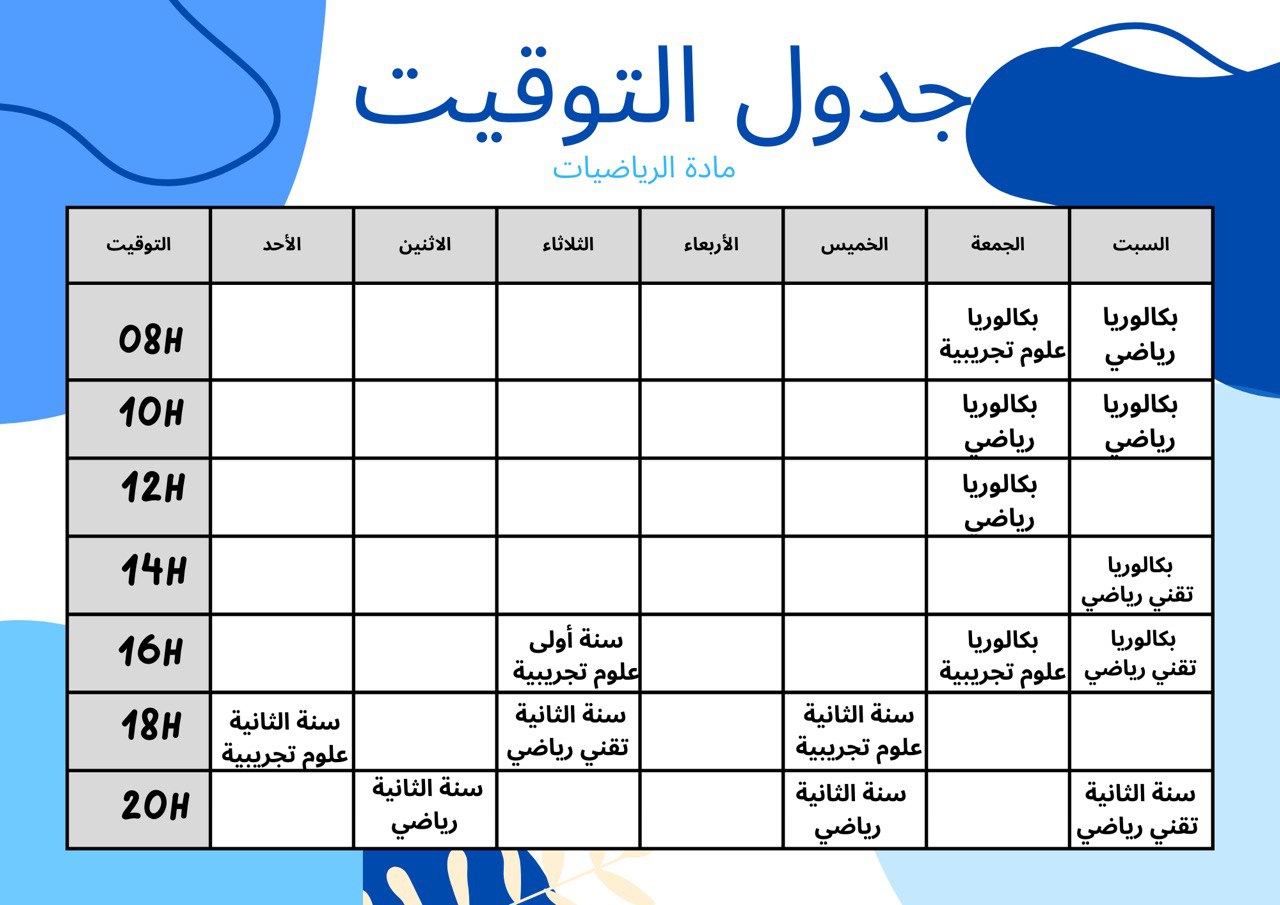 جدول التوقيت
مادة الرياضيات
التوقيت
الأحد
الاثنين
الثلاثاء
الأربعاء
الخميس
الجمعة
السبت
08H
بكالوريا
علوم تجريبية
بكالوريا
رياضي
10H
بكالوريا
رياضي
بكالوريا
رياضي
12H
بكالوريا
رياضي
14H
بكالوريا
تقني رياضي
16H
سنة أولى
علوم تجريبية
بكالوريا
علوم تجريبية
بكالوريا
تقني رياضي
18H
سنة الثانية
علوم تجريبية
سنة الثانية
تقني رياضي
سنة الثانية
علوم تجريبية
20H
سنة الثانية
رياضي
سنة الثانية
رياضي
سنة الثانية
تقني رياضي